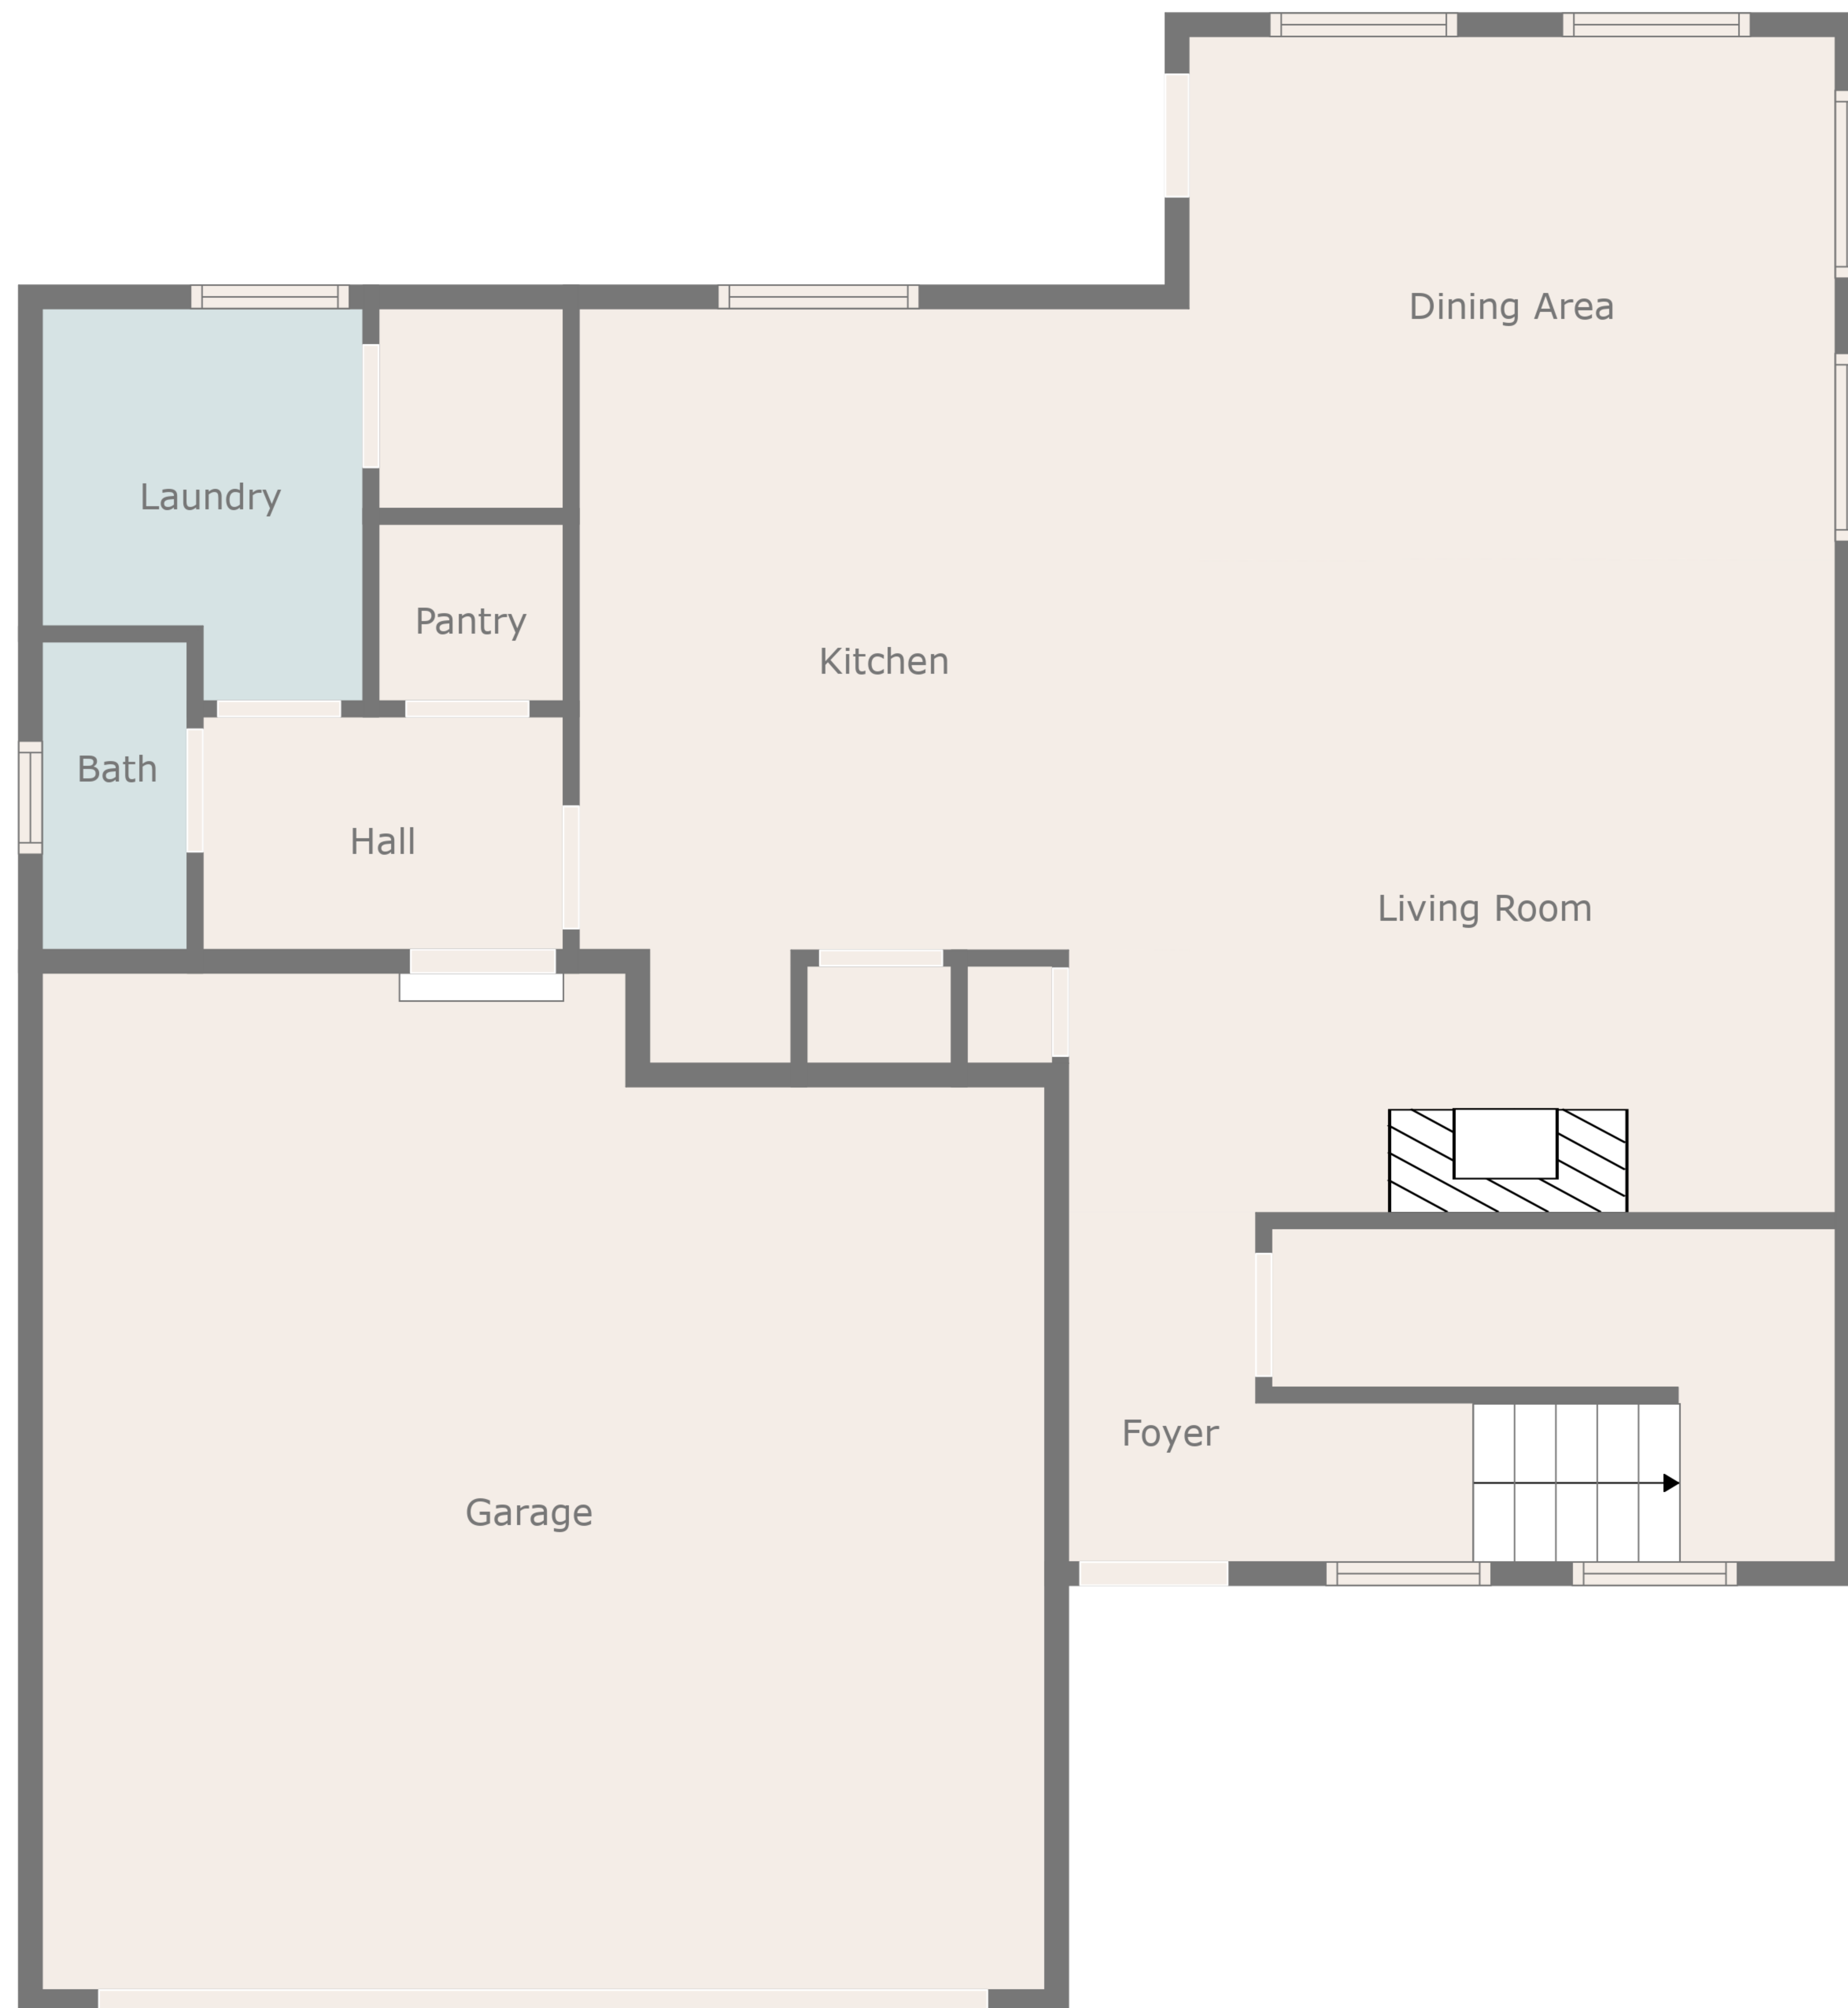 Dining Area
Laundry
Pantry
Kitchen
Bath
Hall
Living Room
Foyer
Garage